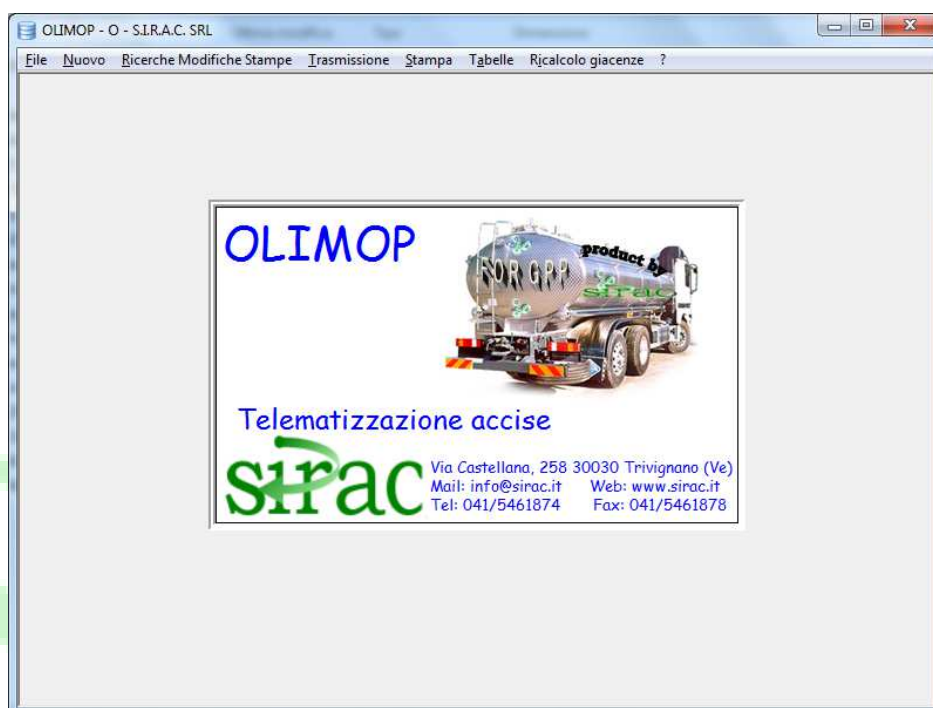 OLIMOP - O - S.I.R.A.C. SRL
File Nuovo Ricerche Modifiche Stampe Trasmissione Stampa Tabelle Ricalcolo giacenze ?
OLIMOP
product by
FOR GPP
sirac
Telematizzazione accise
sirac
Via Castellana, 258 30030 Trivignano (Ve)
Mail: info@sirac.it Web: www.sirac.it
Tel: 041/5461874 Fax: 041/5461878